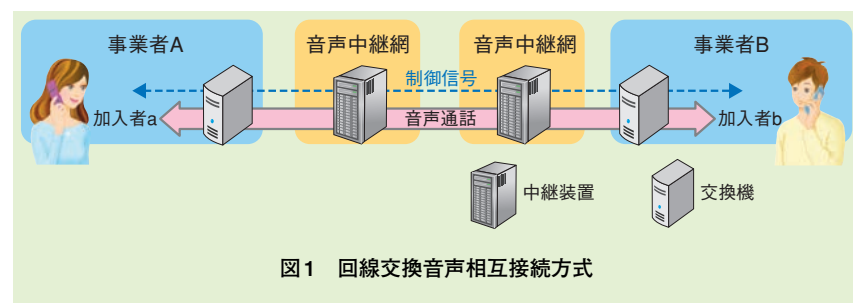 事業者A
音声中継網
音声中継網
事業者B
制御信号
加入者a
音声通話
加入者b
中継装置
交換機
図1 回線交換音声相互接続方式